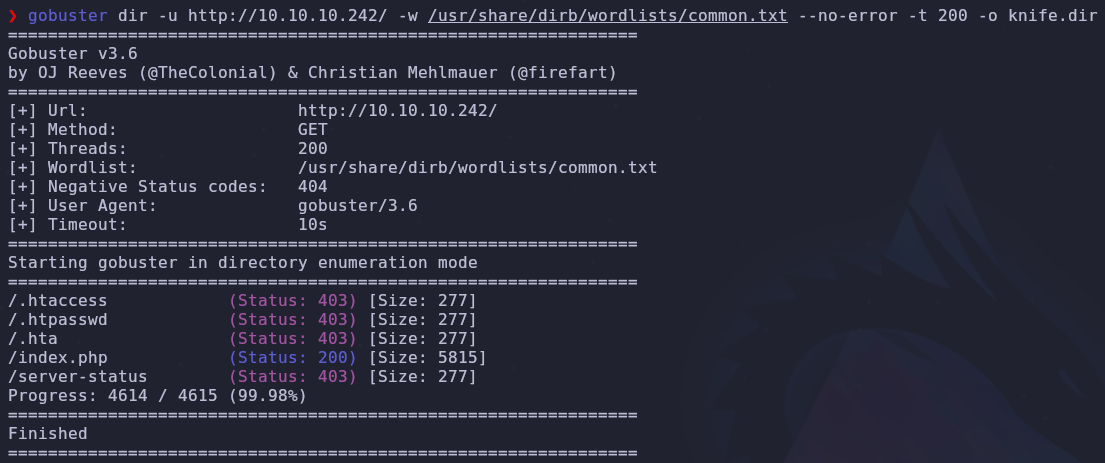 ❯ gobuster dir -u http://10.10.10.242/ -w /usr/share/dirb/wordlists/common.txt --no-error -t 200 -o knife.dir
===============================================================
Gobuster v3.6
by OJ Reeves (@TheColonial) & Christian Mehlmauer (@firefart)
===============================================================
[+] Url:                     http://10.10.10.242/
[+] Method:                  GET
[+] Threads:                 200
[+] Wordlist:                /usr/share/dirb/wordlists/common.txt
[+] Negative Status codes:   404
[+] User Agent:              gobuster/3.6
[+] Timeout:                 10s
===============================================================
Starting gobuster in directory enumeration mode
===============================================================
/.htaccess            (Status: 403) [Size: 277]
/.htpasswd            (Status: 403) [Size: 277]
/.hta                 (Status: 403) [Size: 277]
/index.php            (Status: 200) [Size: 5815]
/server-status        (Status: 403) [Size: 277]
Progress: 4614 / 4615 (99.98%)
===============================================================
Finished
===============================================================